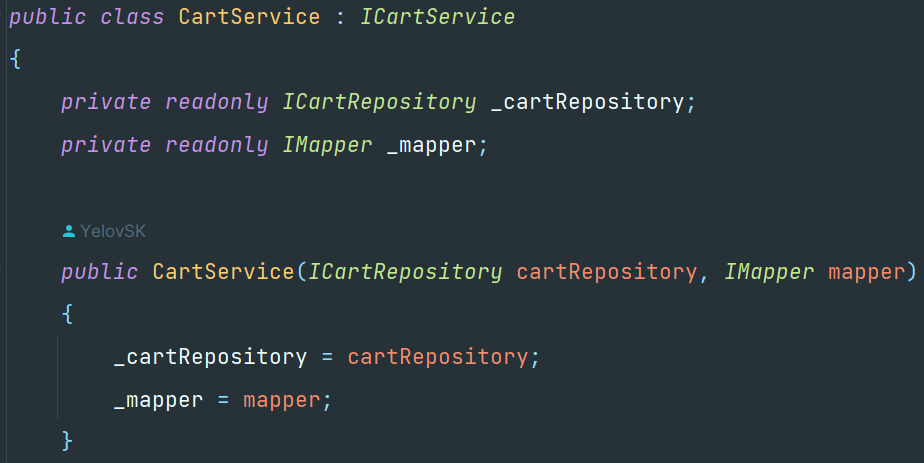 public class CartService : ICartService
{
private readonly ICartRepository _cartRepository;
private readonly IMapper _mapper;
YelovSK
public CartService(ICartRepository cartRepository, IMapper mapper)
{
_cartRepository = cartRepository;
_mapper = mapper;
}